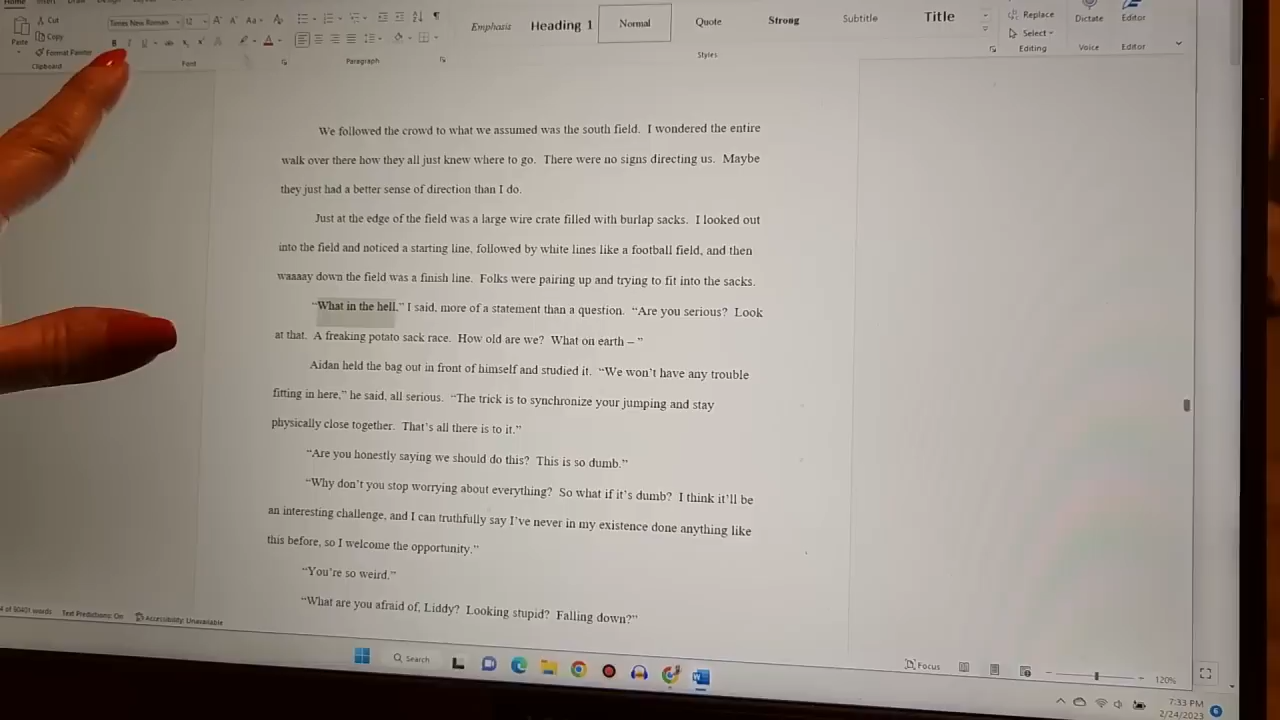 Home Insert Draw
Cut
Copy
Paste
Format Painter
Clipboard
Times New Roman 12
Font
Paragraph
Emphasis Heading 1 Normal Quote Strong Subtitle Title
Styles
Replace
Select
Editing
Dictate
Voice
Editor
Editor
We followed the crowd to what we assumed was the south field.  I wondered the entire
walk over there how they all just knew where to go.  There were no signs directing us.  Maybe
they just had a better sense of direction than I do.
Just at the edge of the field was a large wire crate filled with burlap sacks.  I looked out
into the field and noticed a starting line, followed by white lines like a football field, and then
waaaay down the field was a finish line.  Folks were pairing up and trying to fit into the sacks.
“What in the hell,” I said, more of a statement than a question.  “Are you serious?  Look
at that.  A freaking potato sack race.  How old are we?  What on earth – ”
Aidan held the bag out in front of himself and studied it.  “We won’t have any trouble
fitting in here,” he said, all serious.  “The trick is to synchronize your jumping and stay
physically close together.  That’s all there is to it.”
“Are you honestly saying we should do this?  This is so dumb.”
“Why don’t you stop worrying about everything?  So what if it’s dumb?  I think it’ll be
an interesting challenge, and I can truthfully say I’ve never in my existence done anything like
this before, so I welcome the opportunity.”
“You’re so weird.”
“What are you afraid of, Liddy?  Looking stupid?  Falling down?”
words Text Predictions: On Accessibility: Unavailable
Focus 120%
Search
7:33 PM
2/24/2023